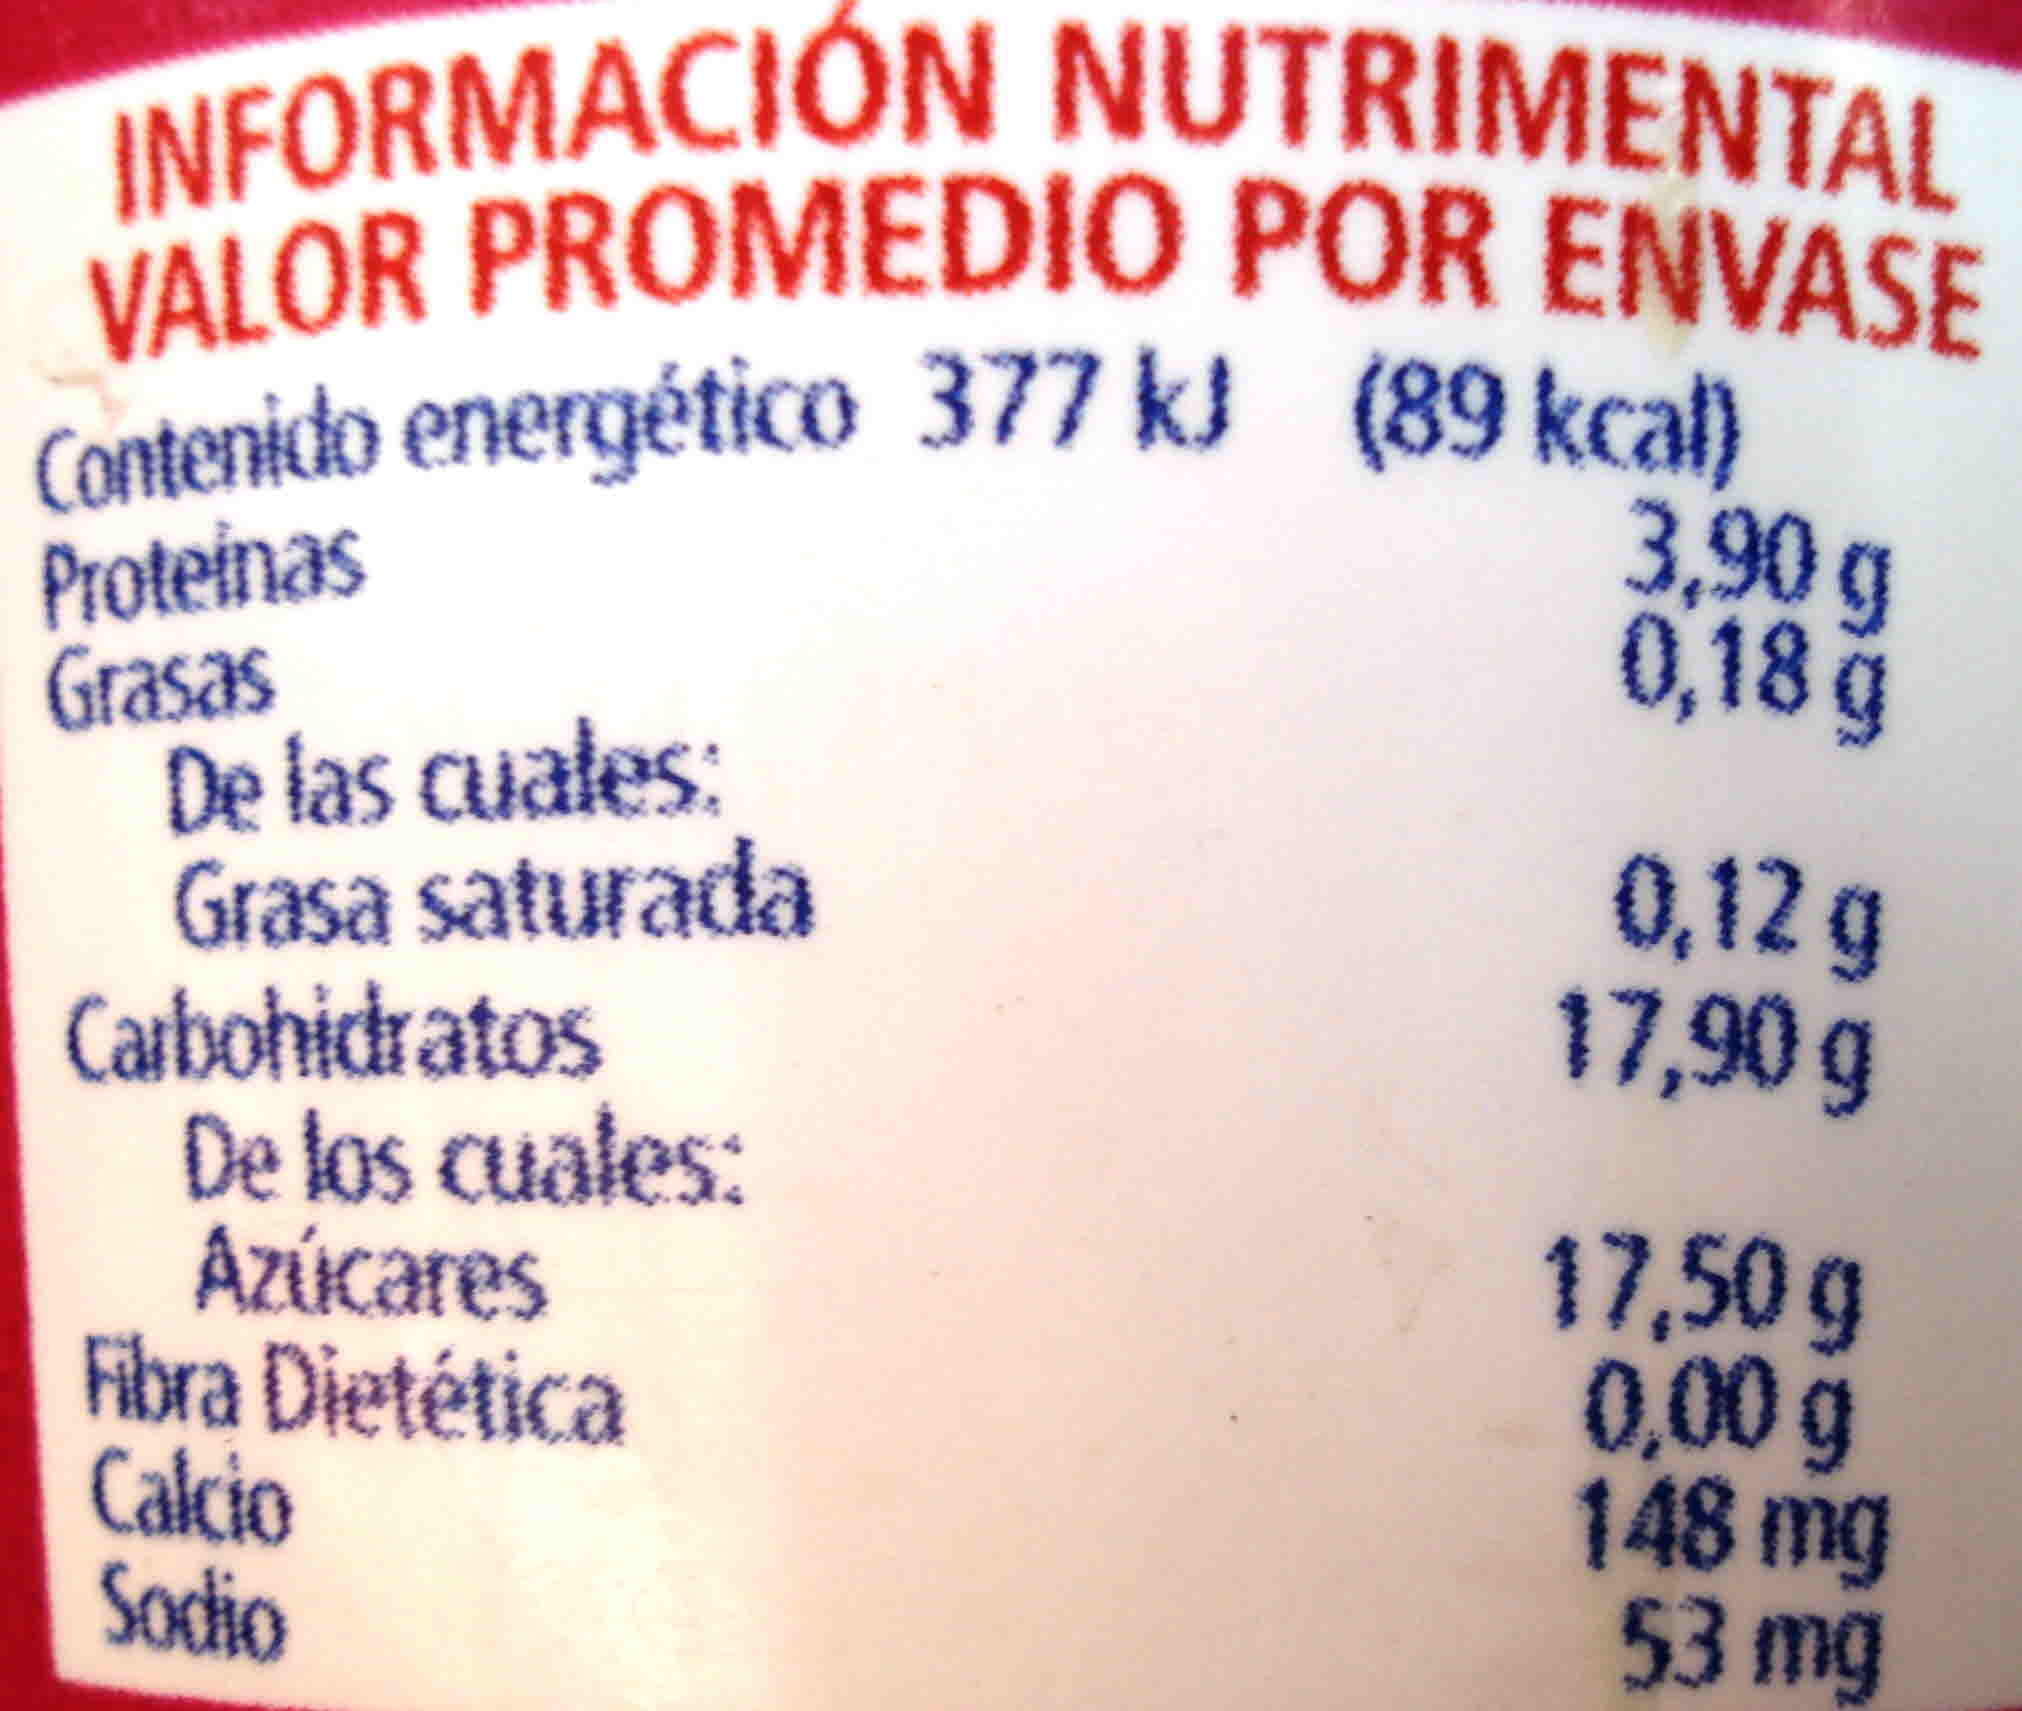 INFORMACIÓN NUTRIMENTAL
VALOR PROMEDIO POR ENVASE
Contenido energético 377 kJ (89 kcal)
Proteínas 3,90 g
Grasas 0,18 g
De las cuales:
Grasa saturada 0,12 g
Carbohidratos 17,90 g
De los cuales:
Azúcares 17,50 g
Fibra Dietética 0,00 g
Calcio 148 mg
Sodio 53 mg